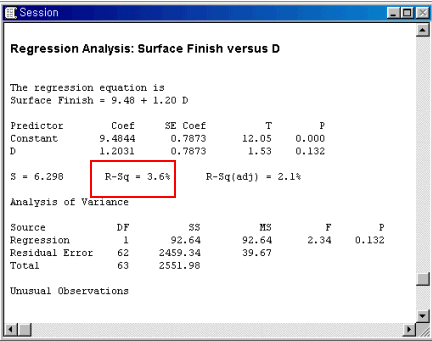 Session
Regression Analysis: Surface Finish versus D
The regression equation is
Surface Finish = 9.48 + 1.20 D
Predictor Coef SE Coef T P
Constant 9.4844 0.7873 12.05 0.000
D 1.2031 0.7873 1.53 0.132
S = 6.298 R-Sq = 3.6% R-Sq(adj) = 2.1%
Analysis of Variance
Source DF SS MS F P
Regression 1 92.64 92.64 2.34 0.132
Residual Error 62 2459.34 39.67
Total 63 2551.98
Unusual Observations